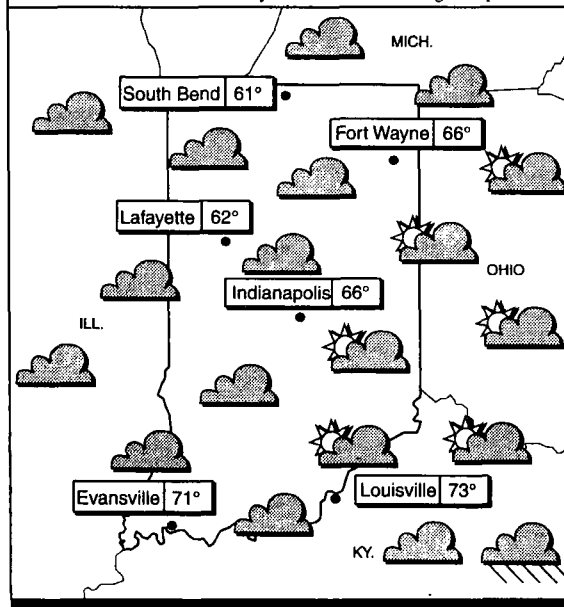 MICH.
South Bend 61°
Fort Wayne 66°
Lafayette 62°
OHIO
Indianapolis 66°
ILL.
Evansville 71°
Louisville 73°
KY.